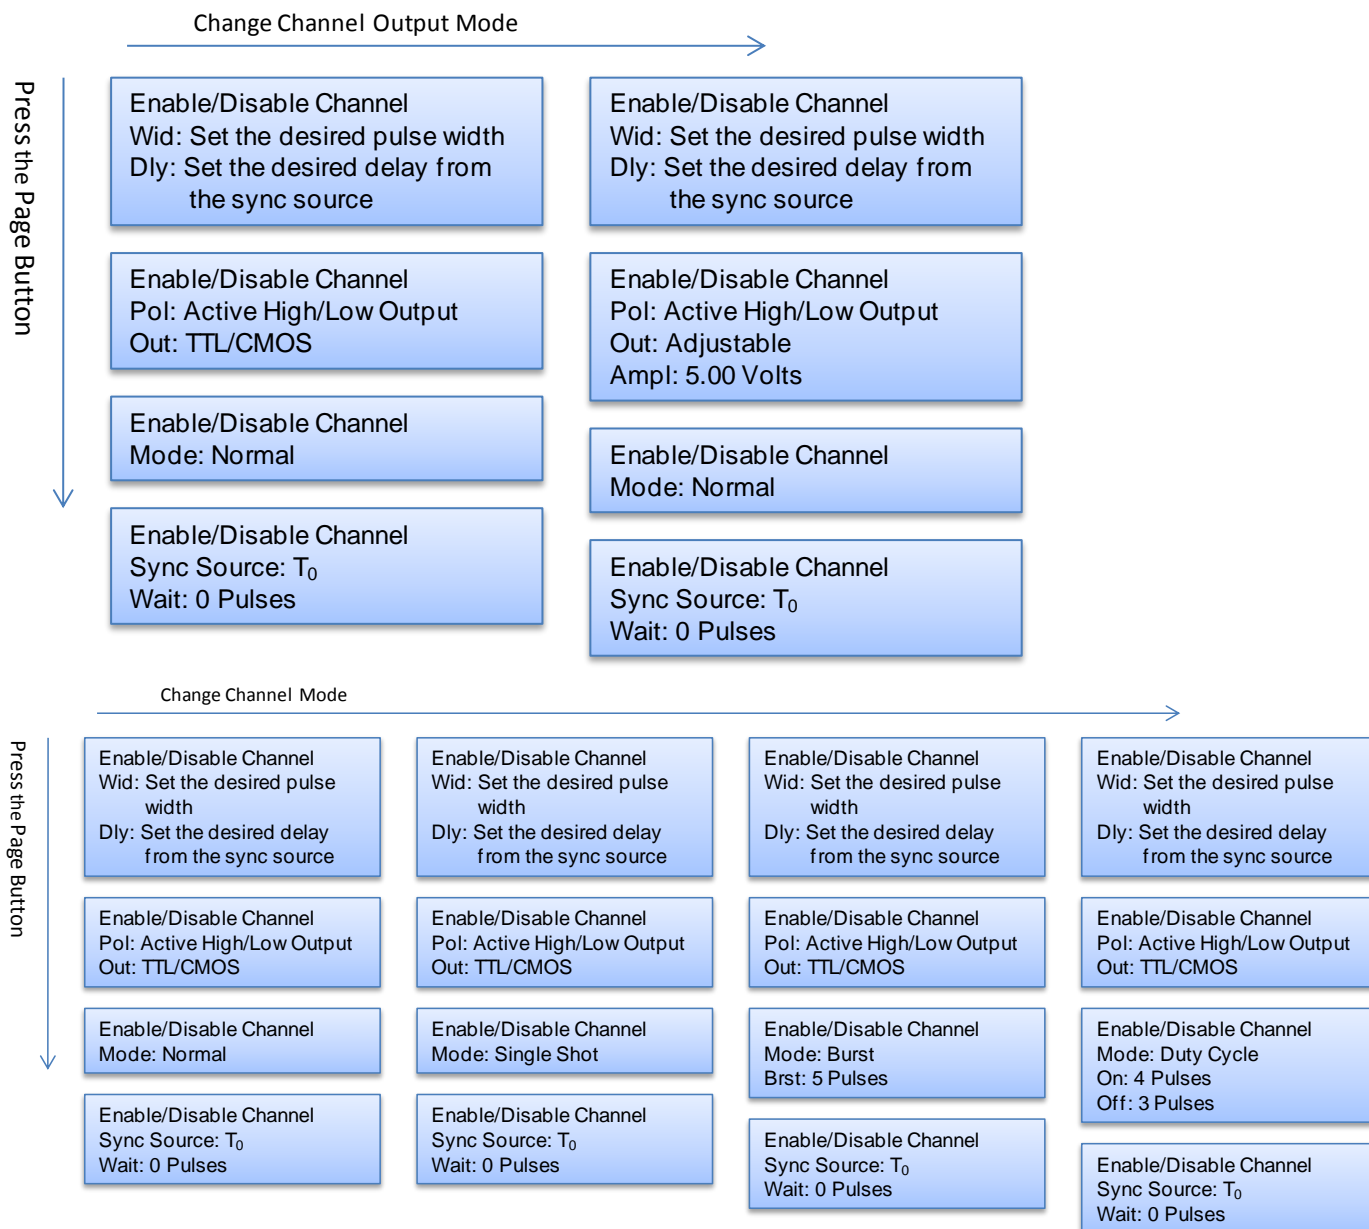 Change Channel Output Mode
Press the Page Button
Enable/Disable Channel
Wid: Set the desired pulse width
Dly: Set the desired delay from
the sync source
Enable/Disable Channel
Pol: Active High/Low Output
Out: TTL/CMOS
Enable/Disable Channel
Mode: Normal
Enable/Disable Channel
Sync Source: T₀
Wait: 0 Pulses
Enable/Disable Channel
Wid: Set the desired pulse width
Dly: Set the desired delay from
the sync source
Enable/Disable Channel
Pol: Active High/Low Output
Out: Adjustable
Ampl: 5.00 Volts
Enable/Disable Channel
Mode: Normal
Enable/Disable Channel
Sync Source: T₀
Wait: 0 Pulses
Change Channel Mode
Press the Page Button
Enable/Disable Channel
Wid: Set the desired pulse
width
Dly: Set the desired delay
from the sync source
Enable/Disable Channel
Pol: Active High/Low Output
Out: TTL/CMOS
Enable/Disable Channel
Mode: Normal
Enable/Disable Channel
Sync Source: T₀
Wait: 0 Pulses
Enable/Disable Channel
Wid: Set the desired pulse
width
Dly: Set the desired delay
from the sync source
Enable/Disable Channel
Pol: Active High/Low Output
Out: TTL/CMOS
Enable/Disable Channel
Mode: Single Shot
Enable/Disable Channel
Sync Source: T₀
Wait: 0 Pulses
Enable/Disable Channel
Wid: Set the desired pulse
width
Dly: Set the desired delay
from the sync source
Enable/Disable Channel
Pol: Active High/Low Output
Out: TTL/CMOS
Enable/Disable Channel
Mode: Burst
Brst: 5 Pulses
Enable/Disable Channel
Sync Source: T₀
Wait: 0 Pulses
Enable/Disable Channel
Wid: Set the desired pulse
width
Dly: Set the desired delay
from the sync source
Enable/Disable Channel
Pol: Active High/Low Output
Out: TTL/CMOS
Enable/Disable Channel
Mode: Duty Cycle
On: 4 Pulses
Off: 3 Pulses
Enable/Disable Channel
Sync Source: T₀
Wait: 0 Pulses